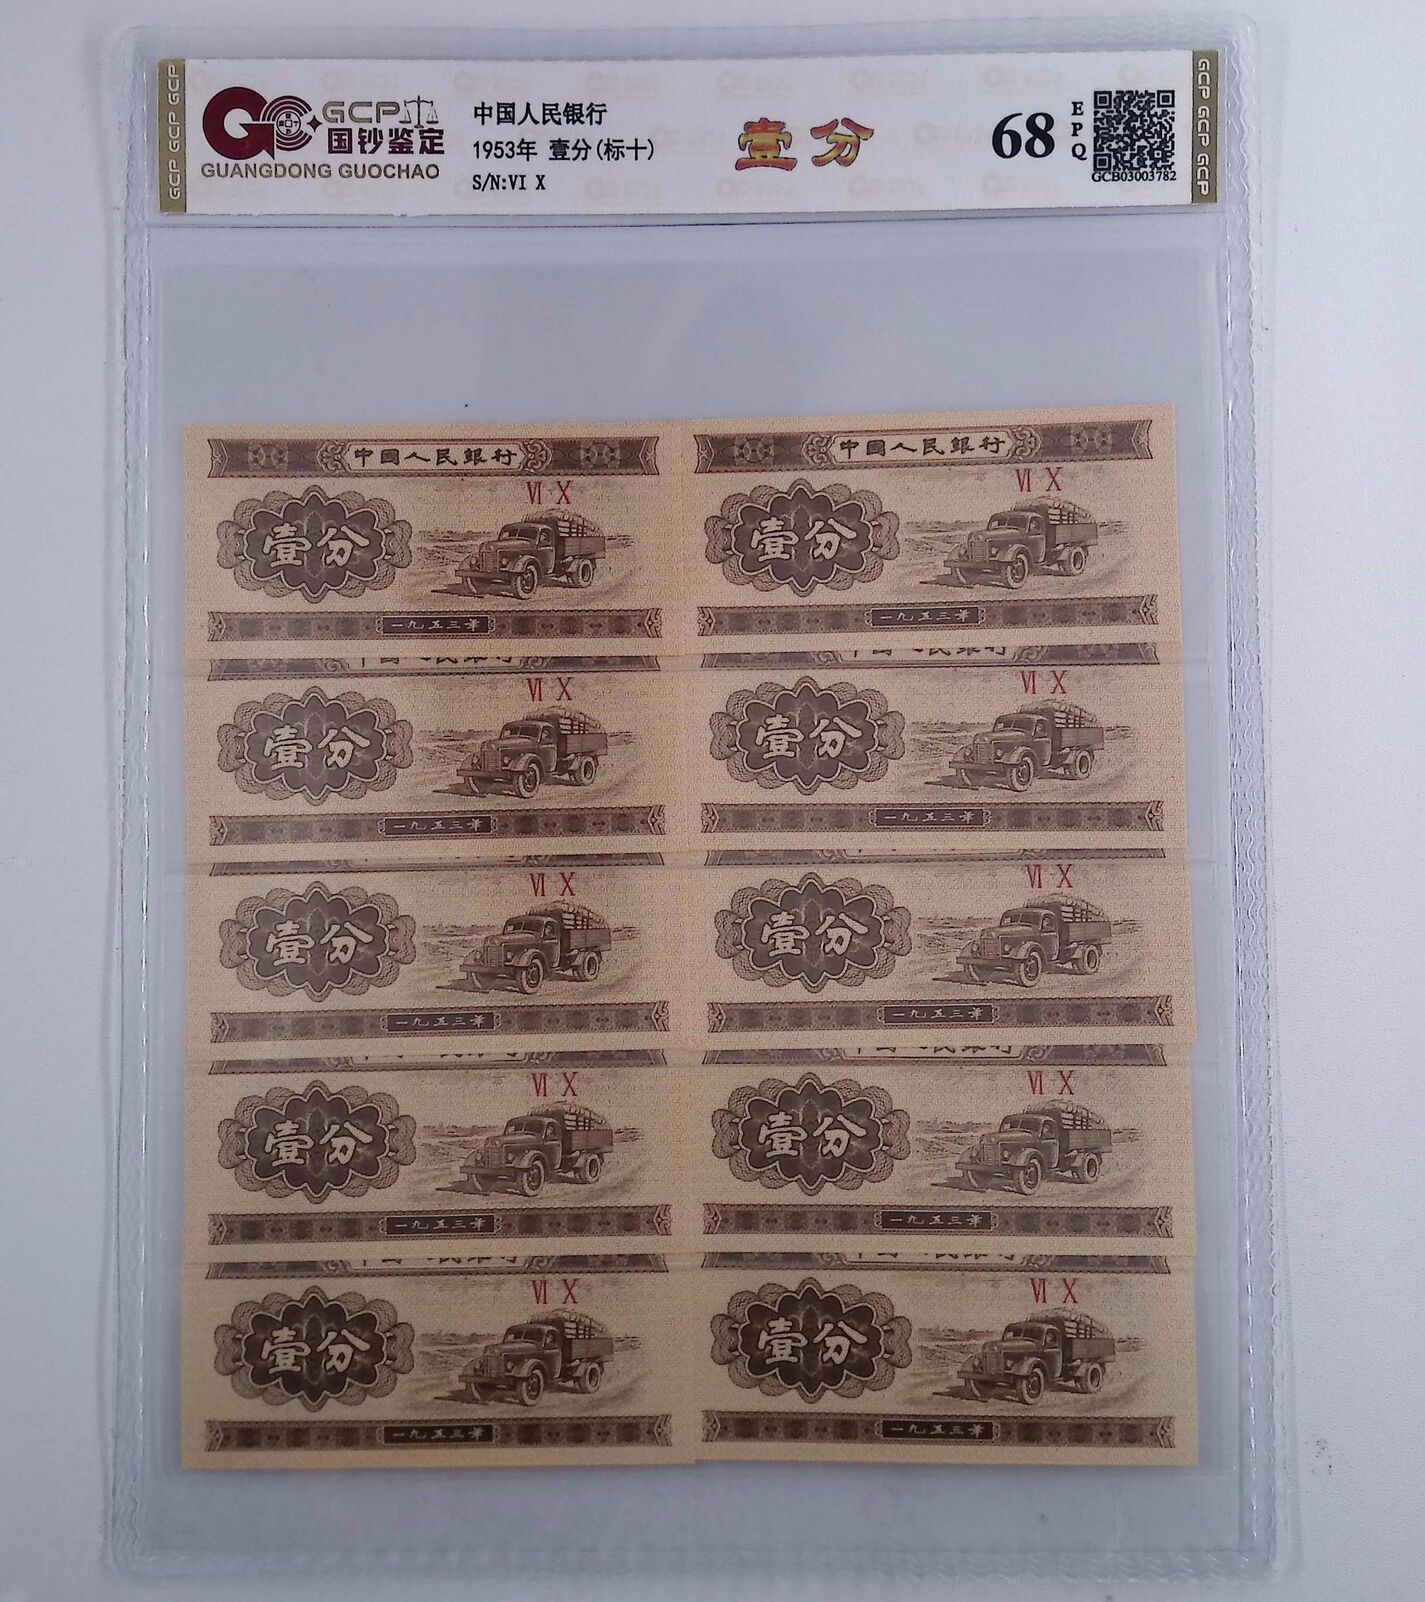 GCP GCP GCP
GCP
国钞鉴定
GUANGDONG GUOCHAO
中国人民银行
1953年 壹分(标十)
S/N:VI X
壹分
68
EPQ
GCB03003782
GCP GCP GCP
中國人民銀行
VI X
壹分
一九五三年
中國人民銀行
VI X
壹分
一九五三年
VI X
壹分
一九五三年
VI X
壹分
一九五三年
VI X
壹分
一九五三年
VI X
壹分
一九五三年
VI X
壹分
一九五三年
VI X
壹分
一九五三年
VI X
壹分
一九五三年
VI X
壹分
一九五三年